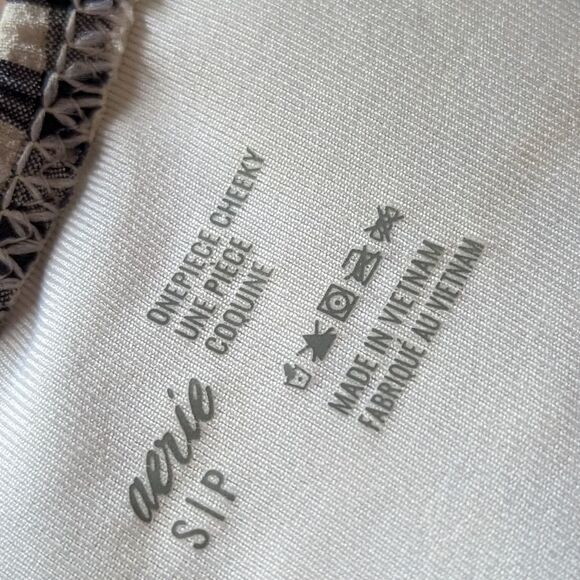 aerie
S|P
ONEPIECE CHEEKY
UNE PIECE
COQUINE
MADE IN VIETNAM
FABRIQUÉ AU VIETNAM